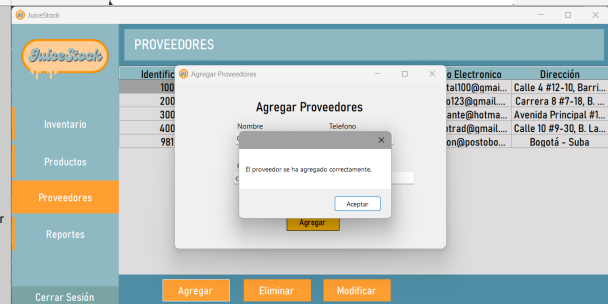 JuiceStock
JuiceStock
PROVEEDORES
Identific
o Electronico
Dirección
100
tal100@gmai...
Calle 4 #12-10, Barri...
200
o123@gmail....
Carrera 8 #7-18, B. ...
300
ante@hotma...
Avenida Principal #1...
400
otrad@gmail...
Calle 10 #9-30, B. La...
981
on@postobo...
Bogotá - Suba
Agregar Proveedores
Agregar Proveedores
Nombre
Telefono
El proveedor se ha agregado correctamente.
Aceptar
Agregar
Inventario
Productos
Proveedores
Reportes
Cerrar Sesión
Agregar
Eliminar
Modificar